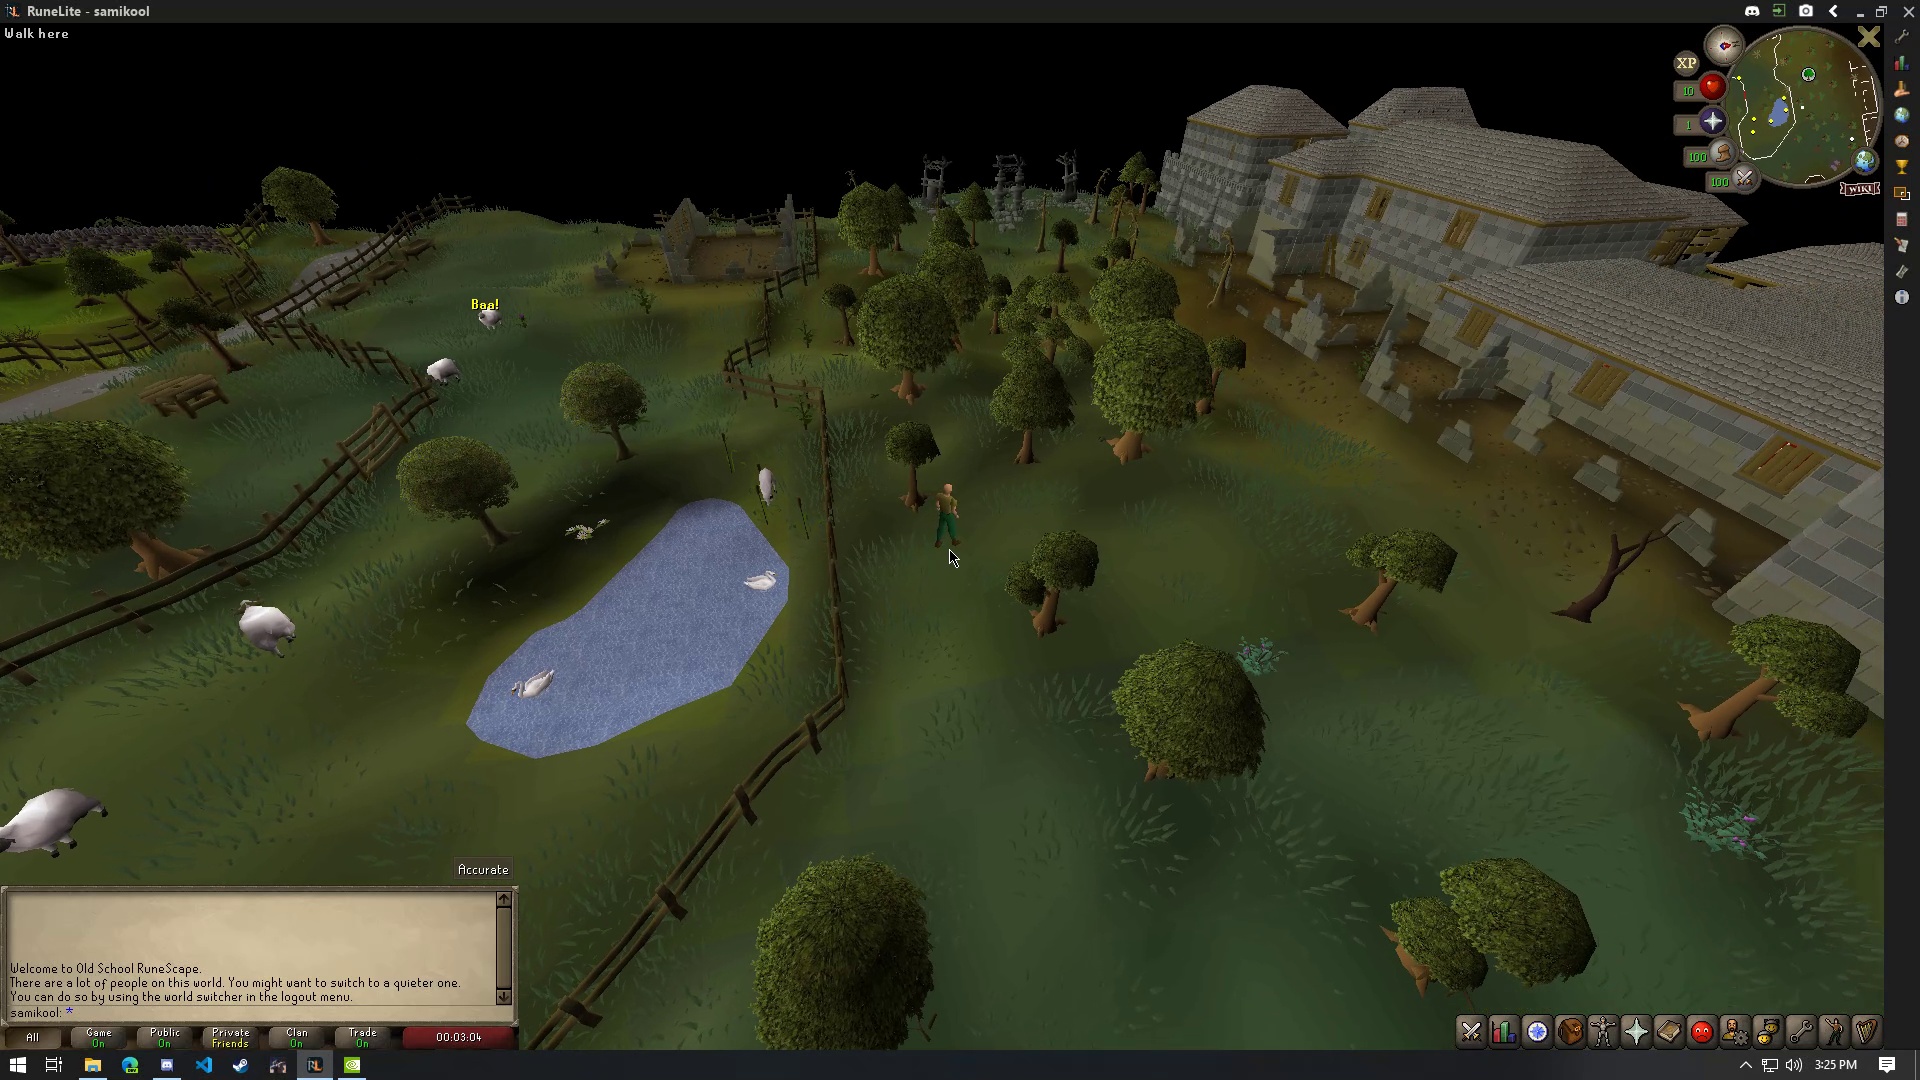 RuneLite - samikool
Walk here
XP
10
1
100
100
WIKI
Baa!
Accurate
Welcome to Old School RuneScape.
There are a lot of people on this world. You might want to switch to a quieter one.
You can do so by using the world switcher in the logout menu.
samikool: *
All
Game
On
Public
On
Private
Friends
Clan
On
Trade
On
00:03:04
3:25 PM